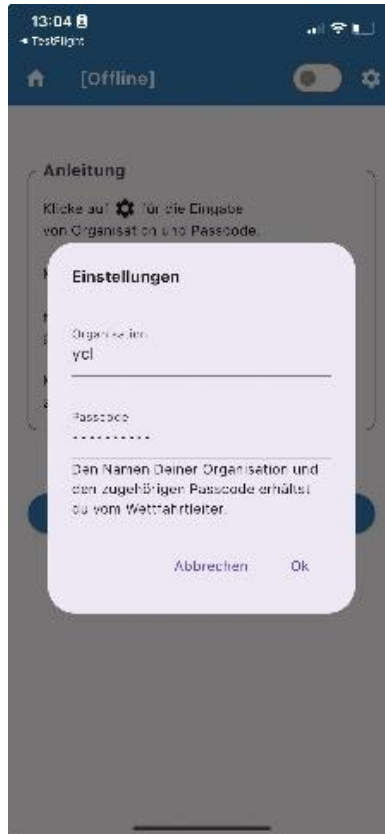 13:04
◂ TestFlight
[Offline]
Anleitung
Klicke auf für die Eingabe
von Organisation und Passcode.
Einstellungen
Organisation
ycl
Passcode
··········
Den Namen Deiner Organisation und
den zugehörigen Passcode erhältst
du vom Wettfahrtleiter.
Abbrechen Ok